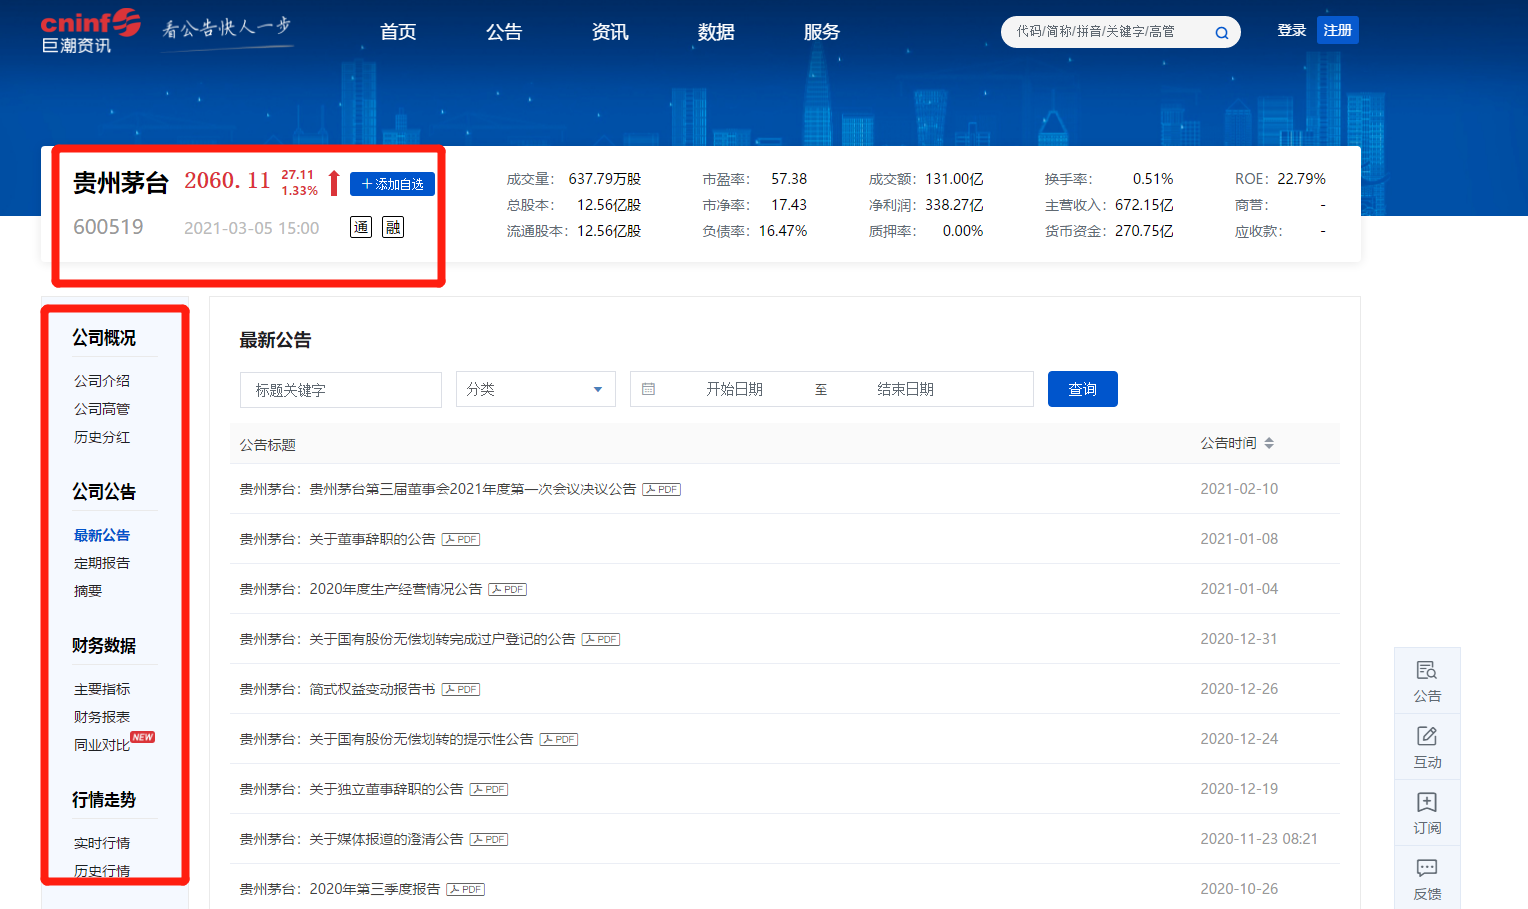 cninf
巨潮资讯
看公告快人一步
首页 公告 资讯 数据 服务
代码/简称/拼音/关键字/高管
登录 注册
贵州茅台 2060.11 27.11 1.33% +添加自选
600519 2021-03-05 15:00 通 融
成交量： 637.79万股 市盈率： 57.38 成交额： 131.00亿 换手率： 0.51% ROE： 22.79%
总股本： 12.56亿股 市净率： 17.43 净利润： 338.27亿 主营收入： 672.15亿 商誉： -
流通股本： 12.56亿股 负债率： 16.47% 质押率： 0.00% 货币资金： 270.75亿 应收款： -
公司概况
公司介绍
公司高管
历史分红
公司公告
最新公告
定期报告
摘要
财务数据
主要指标
财务报表
同业对比 NEW
行情走势
实时行情
历史行情
最新公告
标题关键字 分类 开始日期 至 结束日期 查询
公告标题 公告时间
贵州茅台：贵州茅台第三届董事会2021年度第一次会议决议公告 PDF 2021-02-10
贵州茅台：关于董事辞职的公告 PDF 2021-01-08
贵州茅台：2020年度生产经营情况公告 PDF 2021-01-04
贵州茅台：关于国有股份无偿划转完成过户登记的公告 PDF 2020-12-31
贵州茅台：简式权益变动报告书 PDF 2020-12-26
贵州茅台：关于国有股份无偿划转的提示性公告 PDF 2020-12-24
贵州茅台：关于独立董事辞职的公告 PDF 2020-12-19
贵州茅台：关于媒体报道的澄清公告 PDF 2020-11-23 08:21
贵州茅台：2020年第三季度报告 PDF 2020-10-26
公告
互动
订阅
反馈